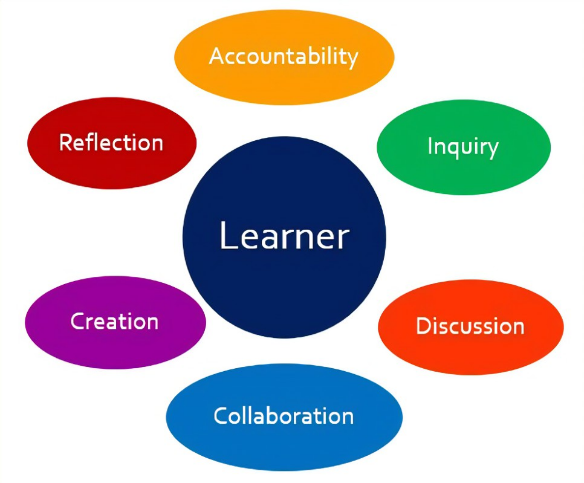 Accountability
Reflection
Inquiry
Learner
Creation
Discussion
Collaboration